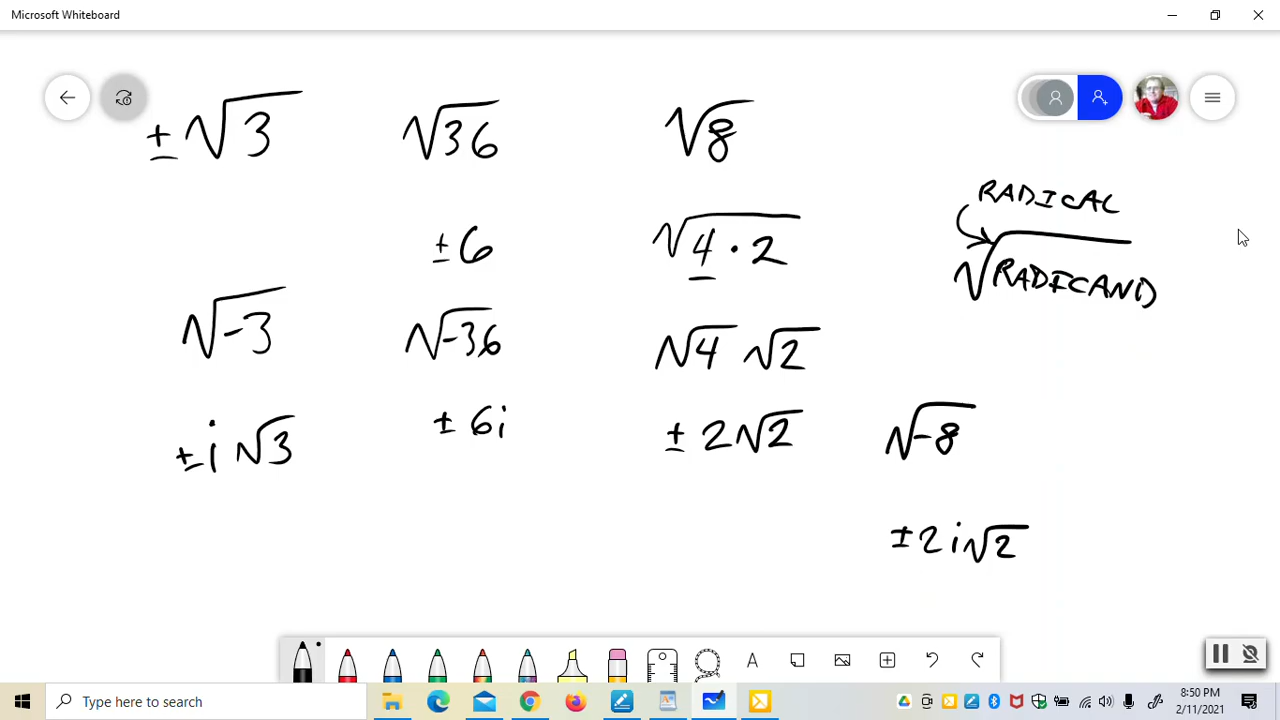 Microsoft Whiteboard
± √3
√36
√8
± 6
√4 · 2
RADICAL
√RADICAND
√-3
√-36
√4 √2
± i √3
± 6i
± 2√2
√-8
± 2i√2
A
Type here to search
8:50 PM
2/11/2021